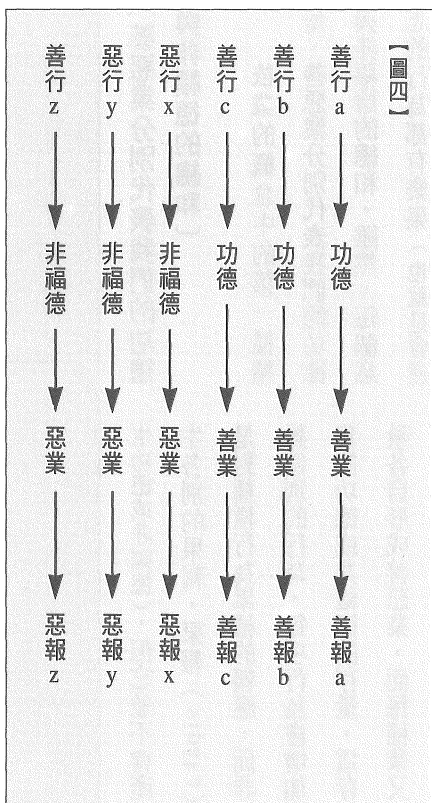 【圖四】
善行a 功德 善業 善報a
善行b 功德 善業 善報b
善行c 功德 善業 善報c
惡行x 非福德 惡業 惡報x
惡行y 非福德 惡業 惡報y
善行z 非福德 惡業 惡報z